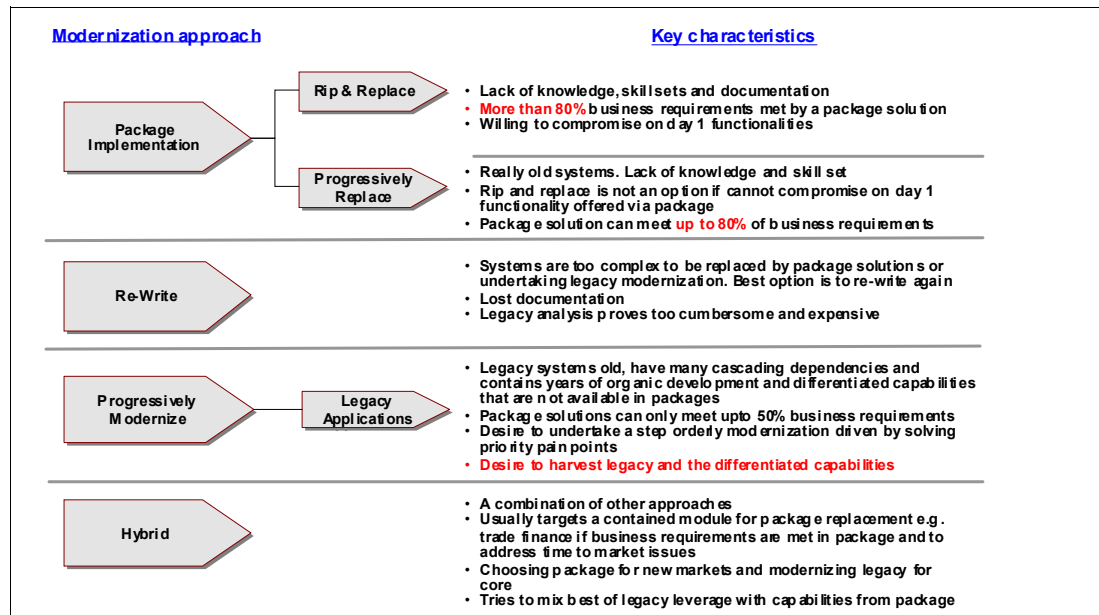 Modernization approach
Key characteristics
Package
Implementation
Rip & Replace
• Lack of knowledge, skill sets and documentation
• More than 80% business requirements met by a package solution
• Willing to compromise on day 1 functionalities
Progressively
Replace
• Really old systems. Lack of knowledge and skill set
• Rip and replace is not an option if cannot compromise on day 1
functionality offered via package
• Package solution can meet up to 80% of business requirements
Re-Write
• Systems are too complex to be replaced by package solutions or
undertaking legacy modernization. Best option is to re-write again
• Lost documentation
• Legacy analysis proves too cumbersome and expensive
Progressively
Modernize
Legacy
Applications
• Legacy systems old, have many cascading dependencies and
contains years of organic development and differentiated capabilities
that are not available in packages
• Package solutions can only meet upto 50% business requirements
• Desire to undertake a step orderly modernization driven by solving
priority pain points
• Desire to harvest legacy and the differentiated capabilities
Hybrid
• A combination of other approaches
• Usually targets a contained module for package replacement e.g.
trade finance if business requirements are met in package and to
address time to market issues
• Choosing package for new markets and modernizing legacy for
core
• Tries to mix best of legacy leverage with capabilities from package